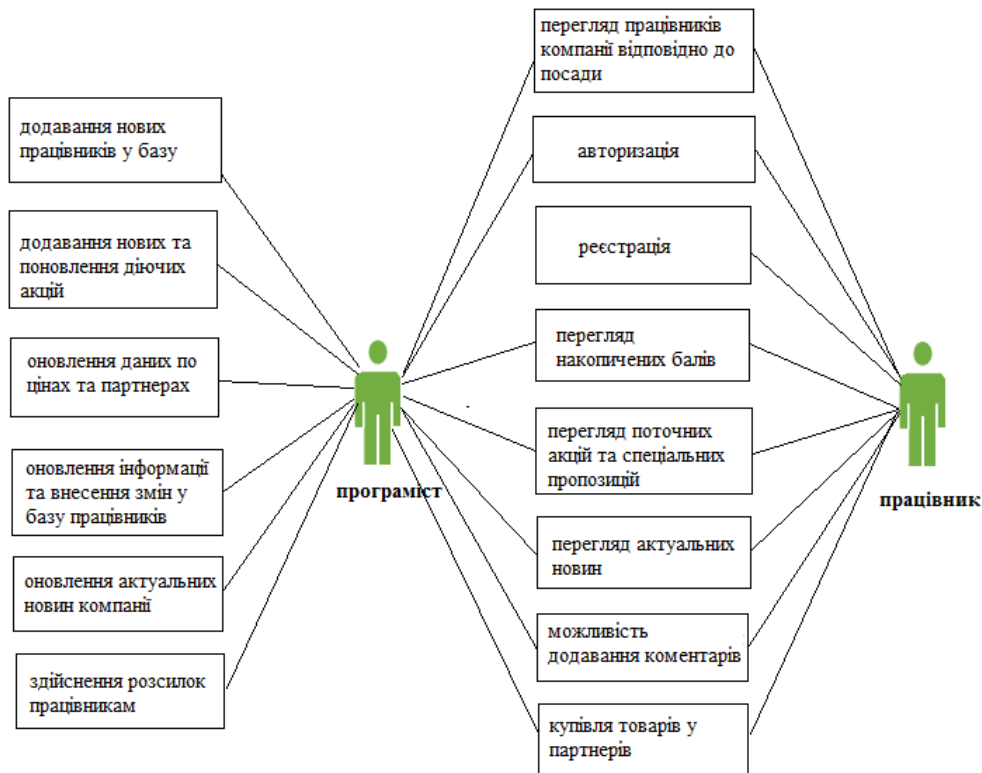 перегляд працівників
компанії відповідно до
посади
додавання нових
працівників у базу
авторизація
додавання нових та
поновлення діючих
акцій
реєстрація
оновлення даних по
цінах та партнерах
перегляд
накопичених балів
оновлення інформації
та внесення змін у
базу працівників
програміст
перегляд поточних
акцій та спеціальних
пропозицій
працівник
оновлення актуальних
новин компанії
перегляд актуальних
новин
здійснення розсилок
працівникам
можливість
додавання коментарів
купівля товарів у
партнерів